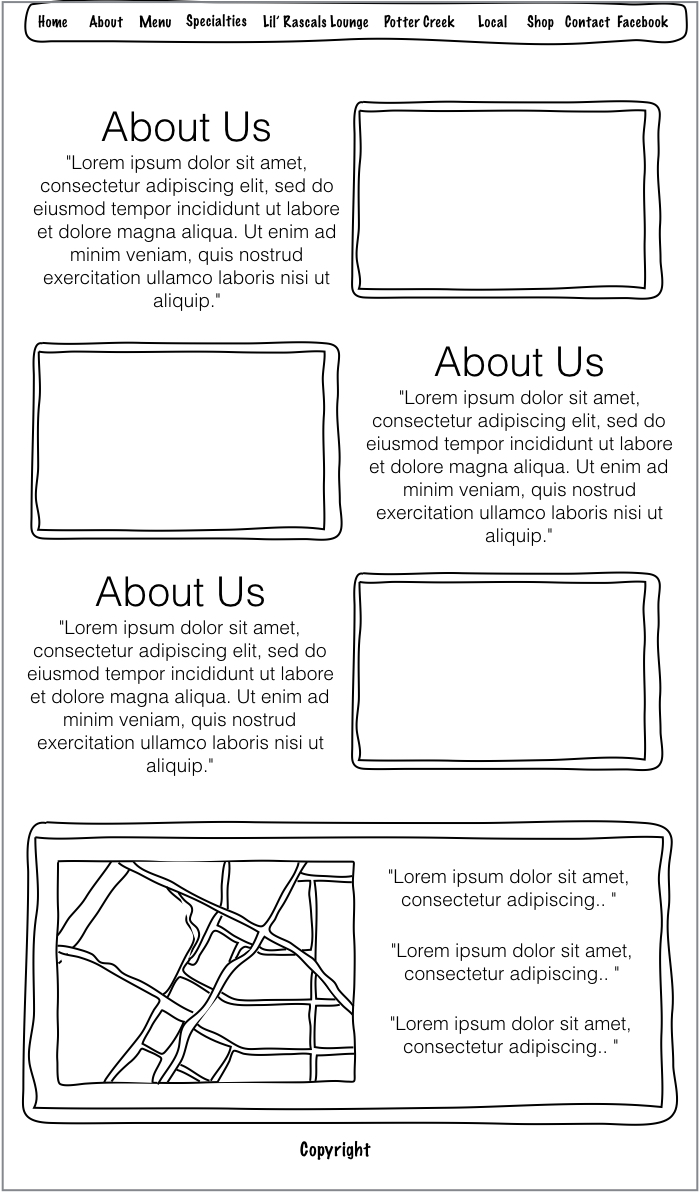 Home About Menu Specialties Lil' Rascals Lounge Potter Creek Local Shop Contact Facebook
About Us
"Lorem ipsum dolor sit amet,
consectetur adipiscing elit, sed do
eiusmod tempor incididunt ut labore
et dolore magna aliqua. Ut enim ad
minim veniam, quis nostrud
exercitation ullamco laboris nisi ut
aliquip."
About Us
"Lorem ipsum dolor sit amet,
consectetur adipiscing elit, sed do
eiusmod tempor incididunt ut labore
et dolore magna aliqua. Ut enim ad
minim veniam, quis nostrud
exercitation ullamco laboris nisi ut
aliquip."
About Us
"Lorem ipsum dolor sit amet,
consectetur adipiscing elit, sed do
eiusmod tempor incididunt ut labore
et dolore magna aliqua. Ut enim ad
minim veniam, quis nostrud
exercitation ullamco laboris nisi ut
aliquip."
"Lorem ipsum dolor sit amet,
consectetur adipiscing.. "
"Lorem ipsum dolor sit amet,
consectetur adipiscing.. "
"Lorem ipsum dolor sit amet,
consectetur adipiscing.. "
Copyright